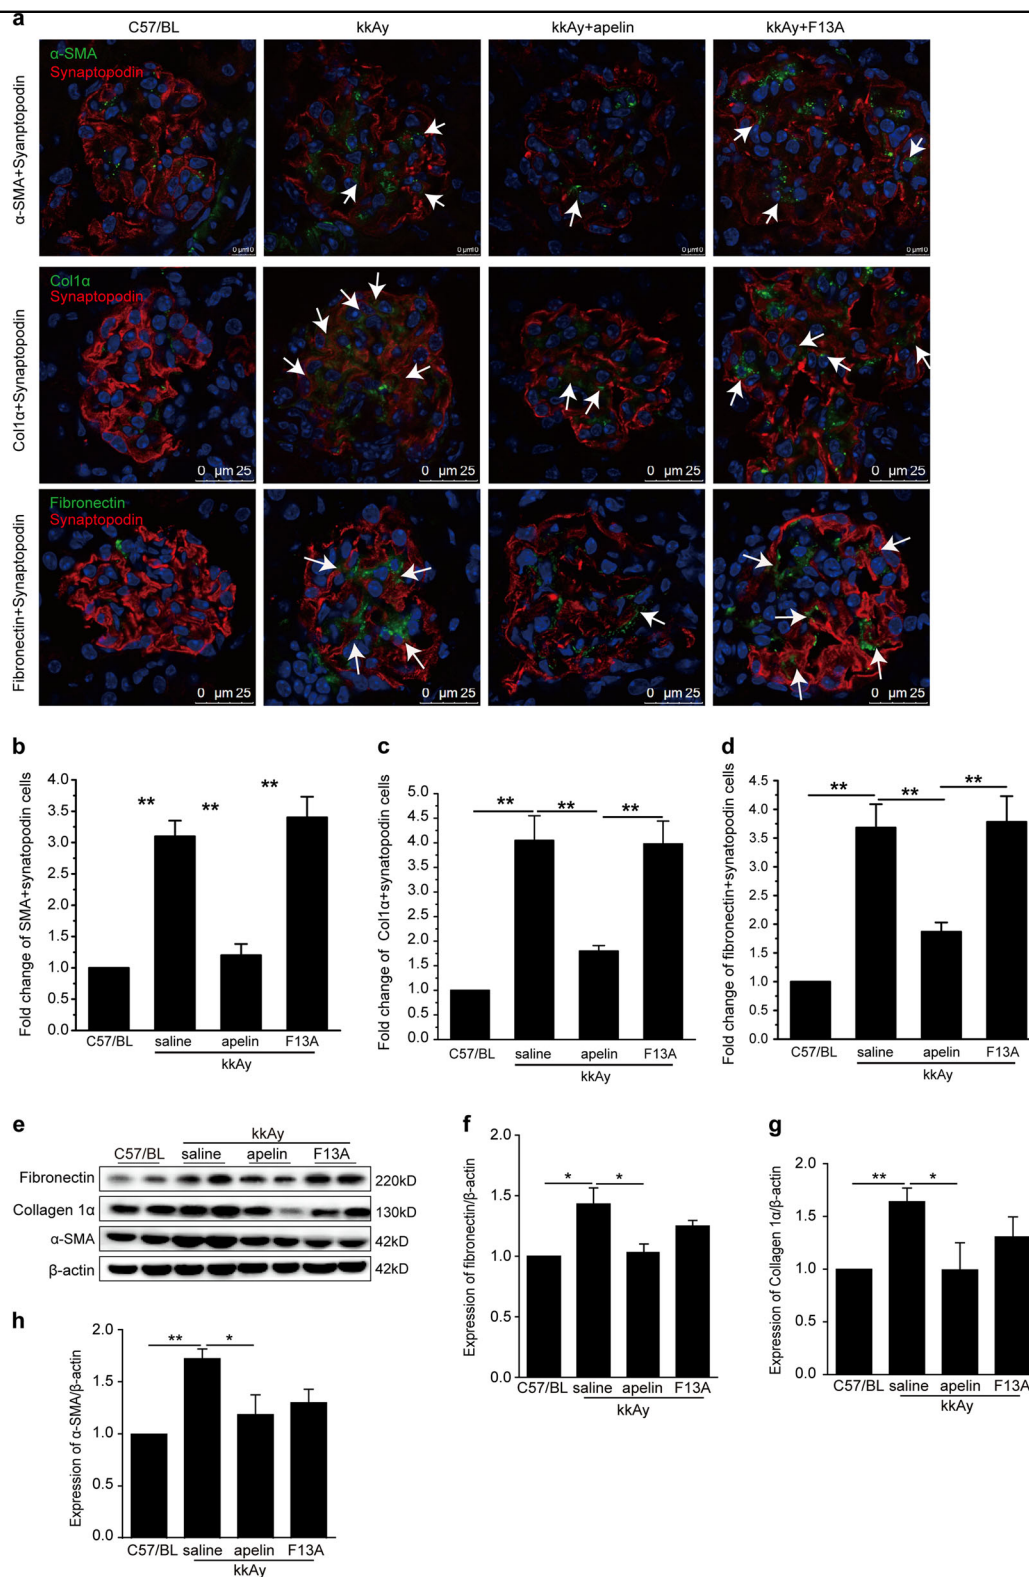 a
C57/BL kkAy kkAy+apelin kkAy+F13A
α-SMA+Syanptopodin
α-SMA
Synaptopodin
0 µm10 0 µm10 0 µm10 0 µm10
Col1α+Synaptopodin
Col1α
Synaptopodin
0 µm 25 0 µm 25 0 µm 25 0 µm 25
Fibronectin+Synaptopodin
Fibronectin
Synaptopodin
0 µm 25 0 µm 25 0 µm 25 0 µm 25
b
Fold change of SMA+synatopodin cells
4.0
3.5
3.0
2.5
2.0
1.5
1.0
0.5
0.0
** ** **
C57/BL saline apelin F13A
kkAy
c
Fold change of Col1α+synatopodin cells
5.0
4.5
4.0
3.5
3.0
2.5
2.0
1.5
1.0
0.5
0.0
** ** **
C57/BL saline apelin F13A
kkAy
d
Fold change of fibronectin+synatopodin cells
4.5
4.0
3.5
3.0
2.5
2.0
1.5
1.0
0.5
0.0
** ** **
C57/BL saline apelin F13A
kkAy
e
kkAy
C57/BL saline apelin F13A
Fibronectin 220kD
Collagen 1α 130kD
α-SMA 42kD
β-actin 42kD
f
Expression of fibronectin/β-actin
2.0
1.5
1.0
0.5
0.0
* *
C57/BL saline apelin F13A
kkAy
g
Expression of Collagen 1α/β-actin
2.0
1.5
1.0
0.5
0.0
** *
C57/BL saline apelin F13A
kkAy
h
Expression of α-SMA/β-actin
2.0
1.5
1.0
0.5
0.0
** *
C57/BL saline apelin F13A
kkAy